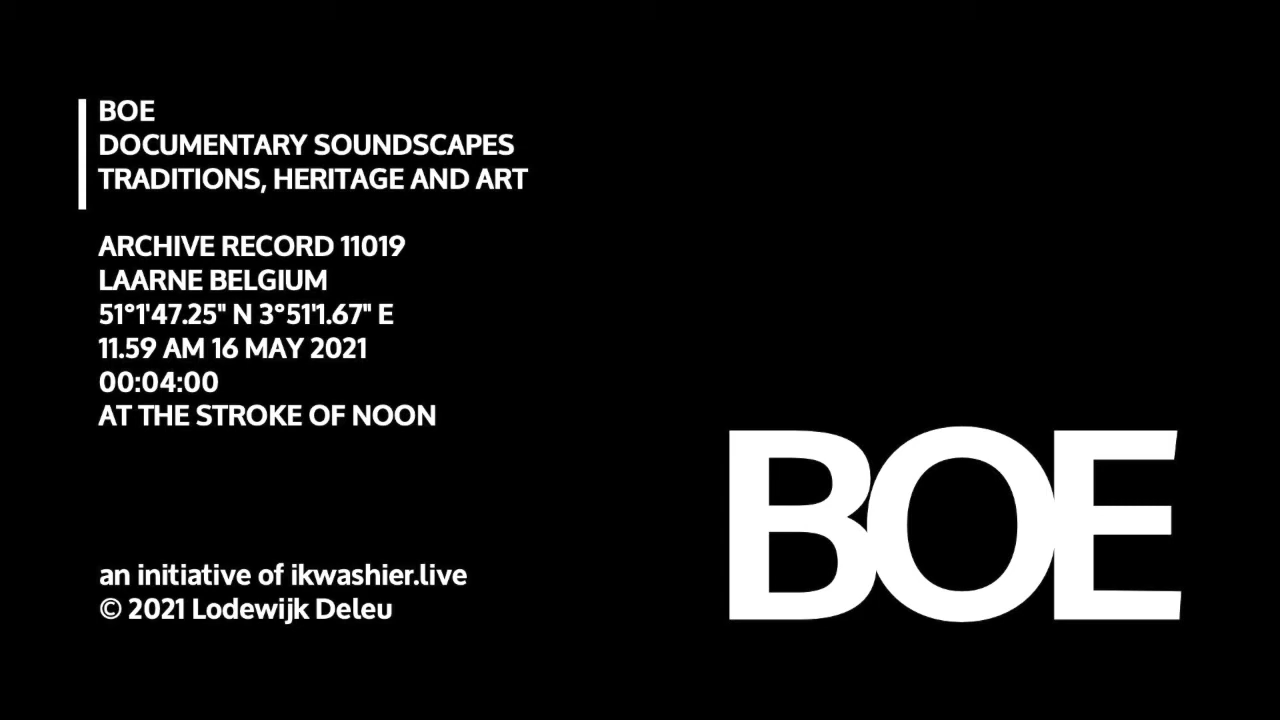 BOE
DOCUMENTARY SOUNDSCAPES
TRADITIONS, HERITAGE AND ART
ARCHIVE RECORD 11019
LAARNE BELGIUM
51°1'47.25" N 3°51'1.67" E
11.59 AM 16 MAY 2021
00:04:00
AT THE STROKE OF NOON
an initiative of ikwashier.live
© 2021 Lodewijk Deleu
BOE